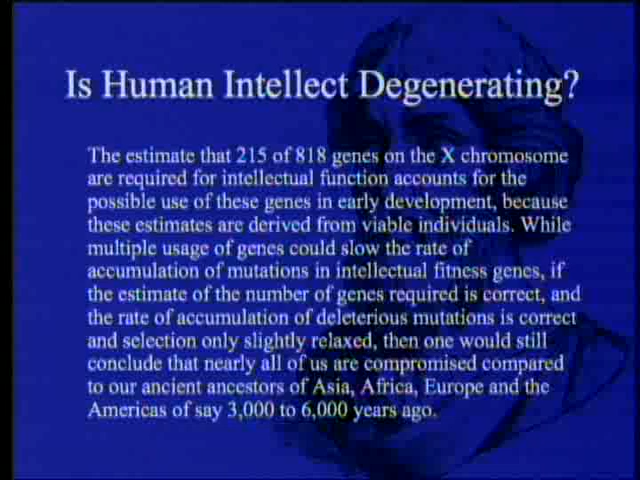 Is Human Intellect Degenerating?
The estimate that 215 of 818 genes on the X chromosome
are required for intellectual function accounts for the
possible use of these genes in early development, because
these estimates are derived from viable individuals. While
multiple usage of genes could slow the rate of
accumulation of mutations in intellectual fitness genes, if
the estimate of the number of genes required is correct, and
the rate of accumulation of deleterious mutations is correct
and selection only slightly relaxed, then one would still
conclude that nearly all of us are compromised compared
to our ancient ancestors of Asia, Africa, Europe and the
Americas of say 3,000 to 6,000 years ago.